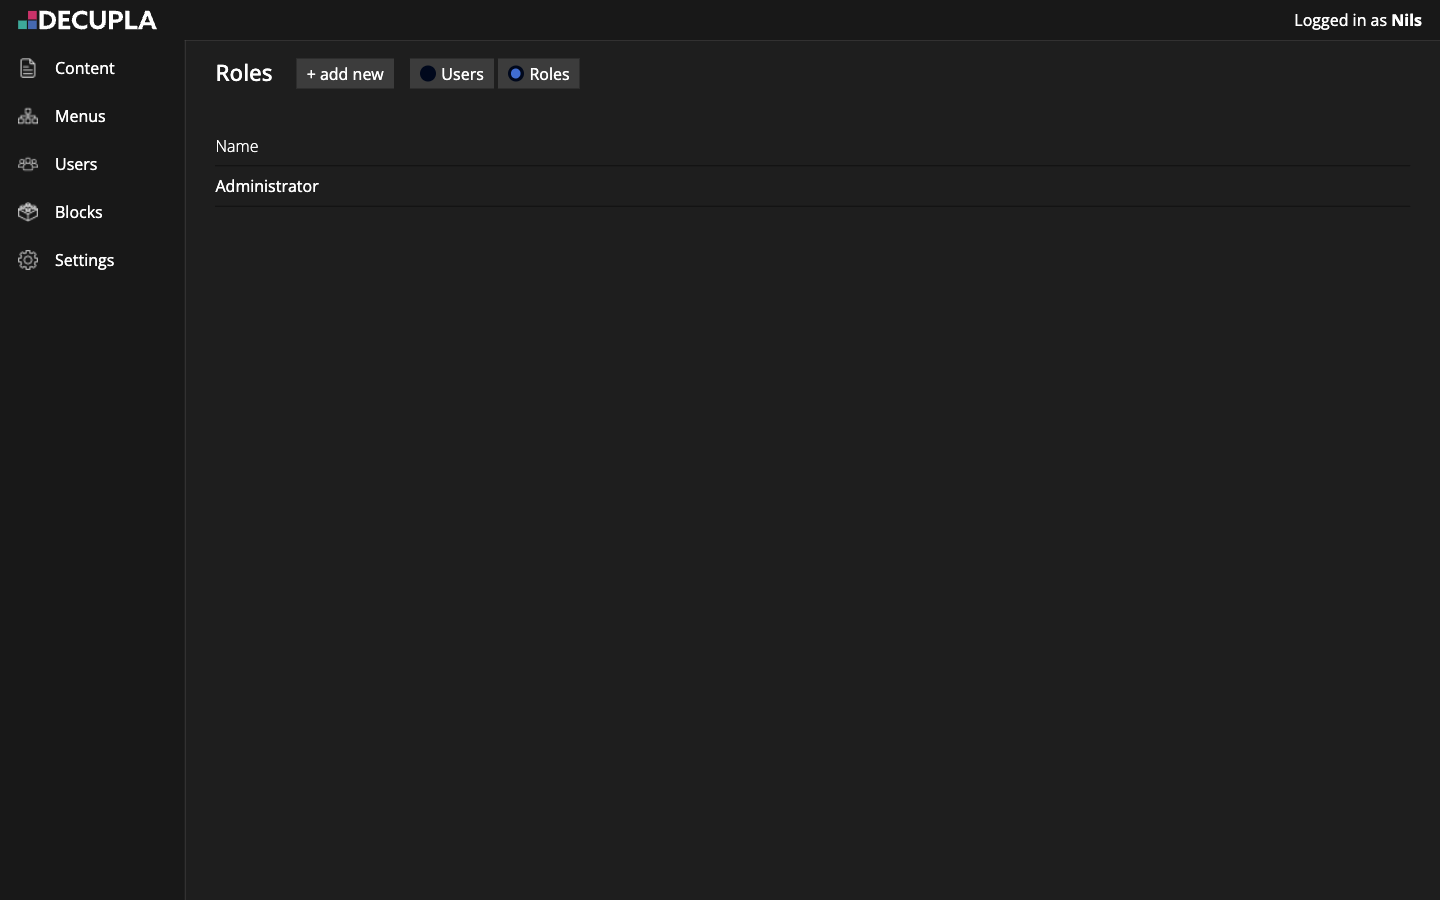 DECUPLA
Logged in as Nils
Content
Menus
Users
Blocks
Settings
Roles
+ add new
Users
Roles
Name
Administrator